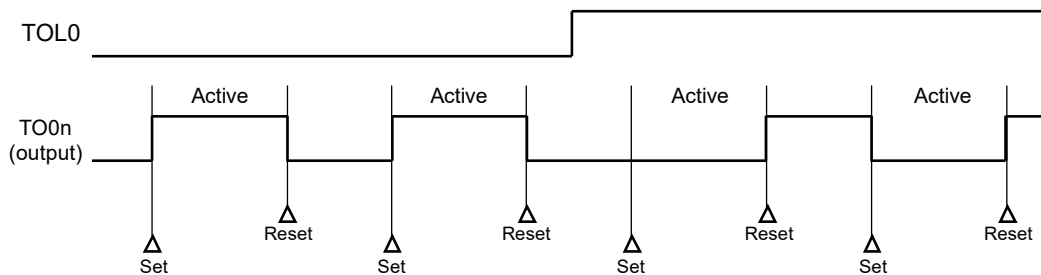 TOL0
Active
Active
Active
Active
TO0n
(output)
Reset
Reset
Reset
Reset
Set
Set
Set
Set